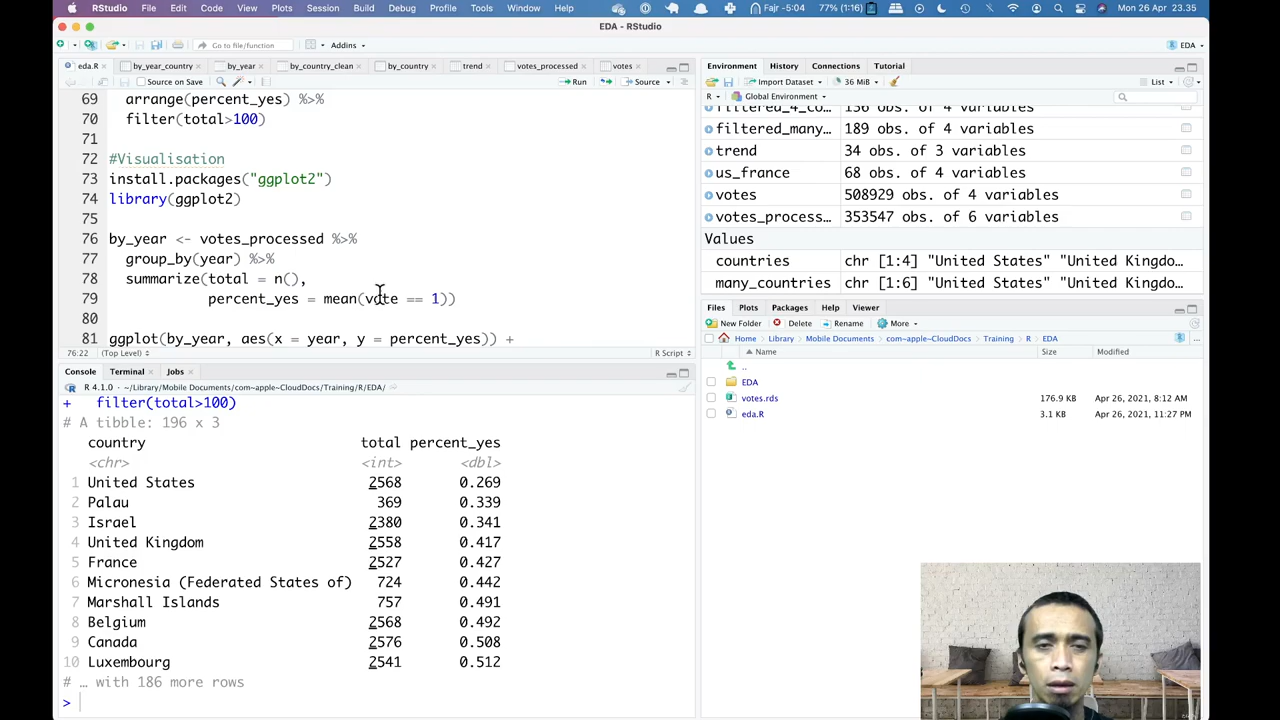 RStudio File Edit Code View Plots Session Build Debug Profile Tools Window Help Fajr -5:04 77% (1:16) Mon 26 Apr 23.35
EDA - RStudio
Go to file/function Addins EDA
eda.R by_year_country by_year by_country_clean by_country trend votes_processed votes
Source on Save Run Source
69 arrange(percent_yes) %>%
70 filter(total>100)
71
72 #Visualisation
73 install.packages("ggplot2")
74 library(ggplot2)
75
76 by_year <- votes_processed %>%
77 group_by(year) %>%
78 summarize(total = n(),
79 percent_yes = mean(vote == 1))
80
81 ggplot(by_year, aes(x = year, y = percent_yes)) +
76:22 (Top Level) R Script
Console Terminal Jobs
R 4.1.0 · ~/Library/Mobile Documents/com~apple~CloudDocs/Training/R/EDA/
+ filter(total>100)
# A tibble: 196 x 3
country total percent_yes
<chr> <int> <dbl>
1 United States 2568 0.269
2 Palau 369 0.339
3 Israel 2380 0.341
4 United Kingdom 2558 0.417
5 France 2527 0.427
6 Micronesia (Federated States of) 724 0.442
7 Marshall Islands 757 0.491
8 Belgium 2568 0.492
9 Canada 2576 0.508
10 Luxembourg 2541 0.512
# … with 186 more rows
>
Environment History Connections Tutorial
Import Dataset 36 MiB List
R Global Environment
filtered_4_co… 136 obs. of 4 variables
filtered_many… 189 obs. of 4 variables
trend 34 obs. of 3 variables
us_france 68 obs. of 4 variables
votes 508929 obs. of 4 variables
votes_process… 353547 obs. of 6 variables
Values
countries chr [1:4] "United States" "United Kingdo…
many_countries chr [1:6] "United States" "United Kingdo…
Files Plots Packages Help Viewer
New Folder Delete Rename More
Home Library Mobile Documents com~apple~CloudDocs Training R EDA
Name Size Modified
..
EDA
votes.rds 176.9 KB Apr 26, 2021, 8:12 AM
eda.R 3.1 KB Apr 26, 2021, 11:27 PM